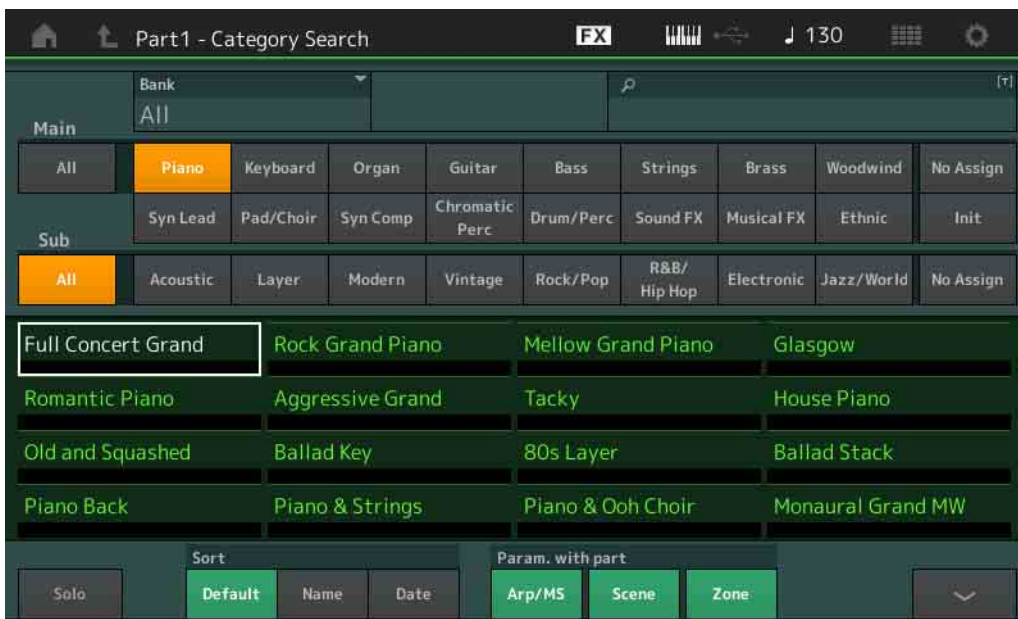 Part1 - Category Search FX ♩ 130
Bank [T]
All
Main
All Piano Keyboard Organ Guitar Bass Strings Brass Woodwind No Assign
Syn Lead Pad/Choir Syn Comp Chromatic Perc Drum/Perc Sound FX Musical FX Ethnic Init
Sub
All Acoustic Layer Modern Vintage Rock/Pop R&B/ Hip Hop Electronic Jazz/World No Assign
Full Concert Grand Rock Grand Piano Mellow Grand Piano Glasgow
Romantic Piano Aggressive Grand Tacky House Piano
Old and Squashed Ballad Key 80s Layer Ballad Stack
Piano Back Piano & Strings Piano & Ooh Choir Monaural Grand MW
Sort Param. with part
Solo Default Name Date Arp/MS Scene Zone